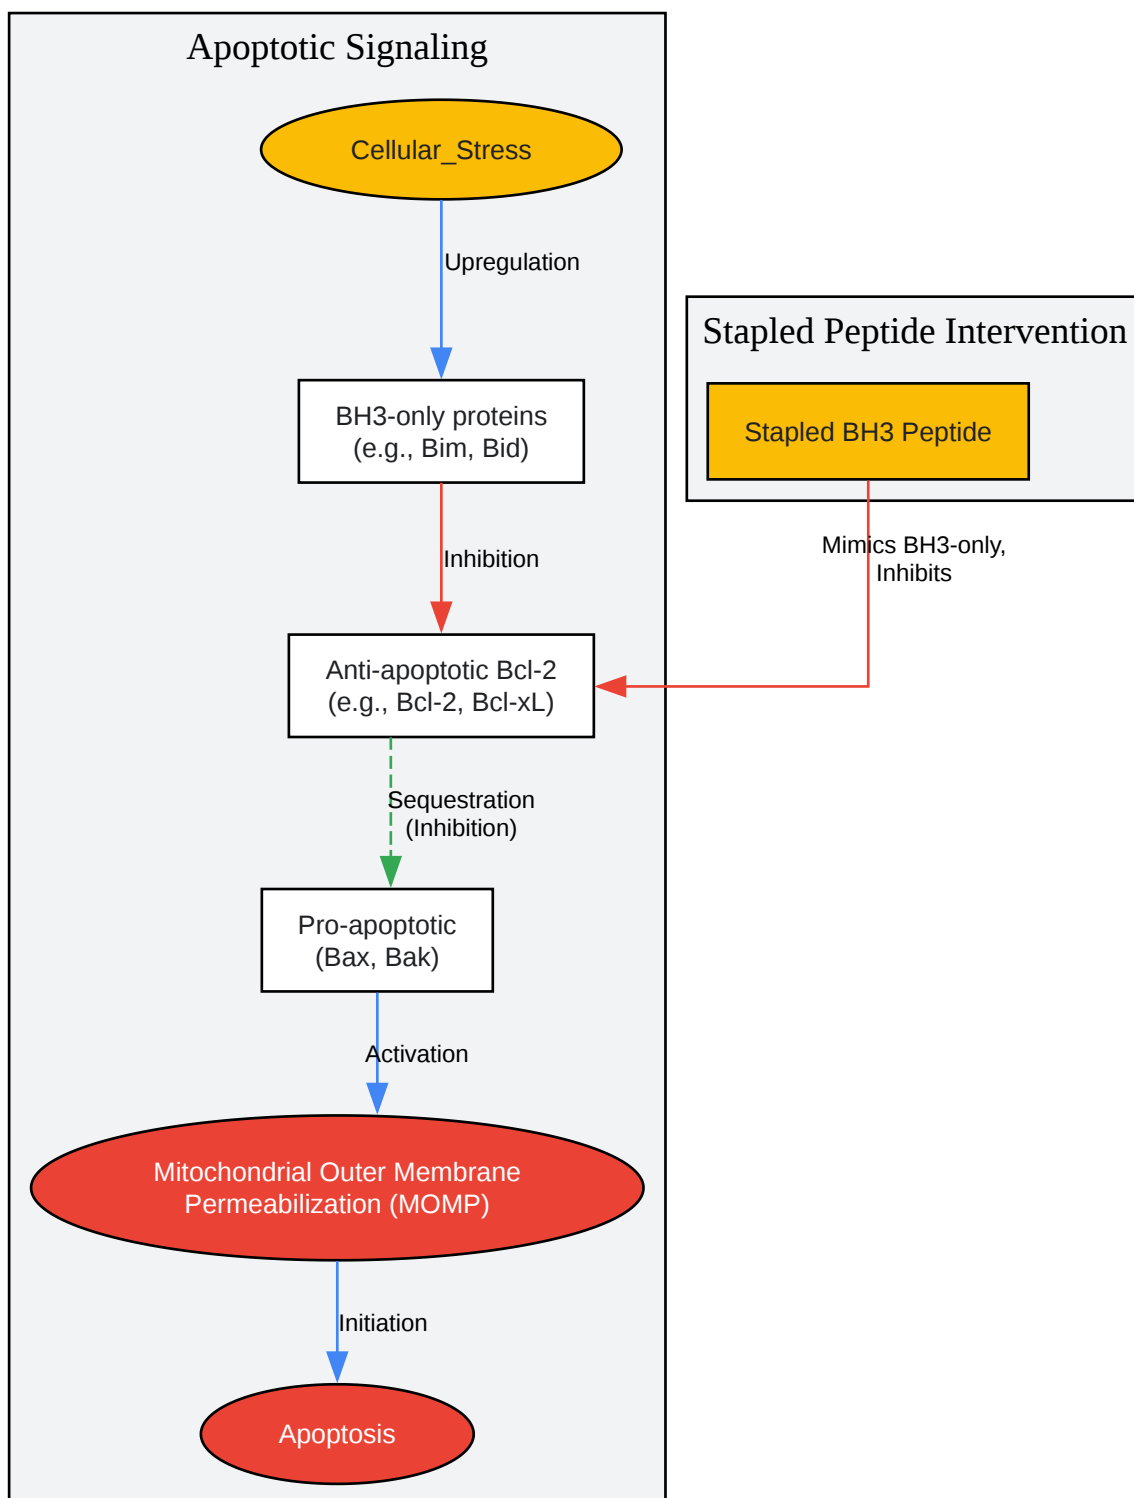 Apoptotic Signaling
Cellular_Stress
Upregulation
BH3-only proteins
(e.g., Bim, Bid)
Inhibition
Anti-apoptotic Bcl-2
(e.g., Bcl-2, Bcl-xL)
Sequestration
(Inhibition)
Pro-apoptotic
(Bax, Bak)
Activation
Mitochondrial Outer Membrane
Permeabilization (MOMP)
Initiation
Apoptosis
Stapled Peptide Intervention
Stapled BH3 Peptide
Mimics BH3-only,
Inhibits